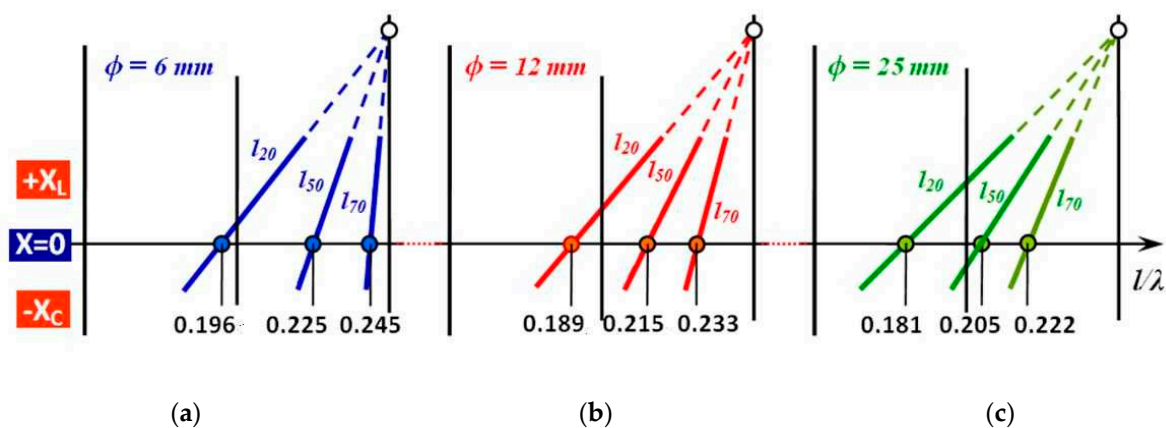 ϕ = 6 mm
ϕ = 12 mm
ϕ = 25 mm
l20
l50
l70
l20
l50
l70
l20
l50
l70
+XL
X=0
-XC
l/λ
0.196
0.225
0.245
0.189
0.215
0.233
0.181
0.205
0.222
(a)
(b)
(c)